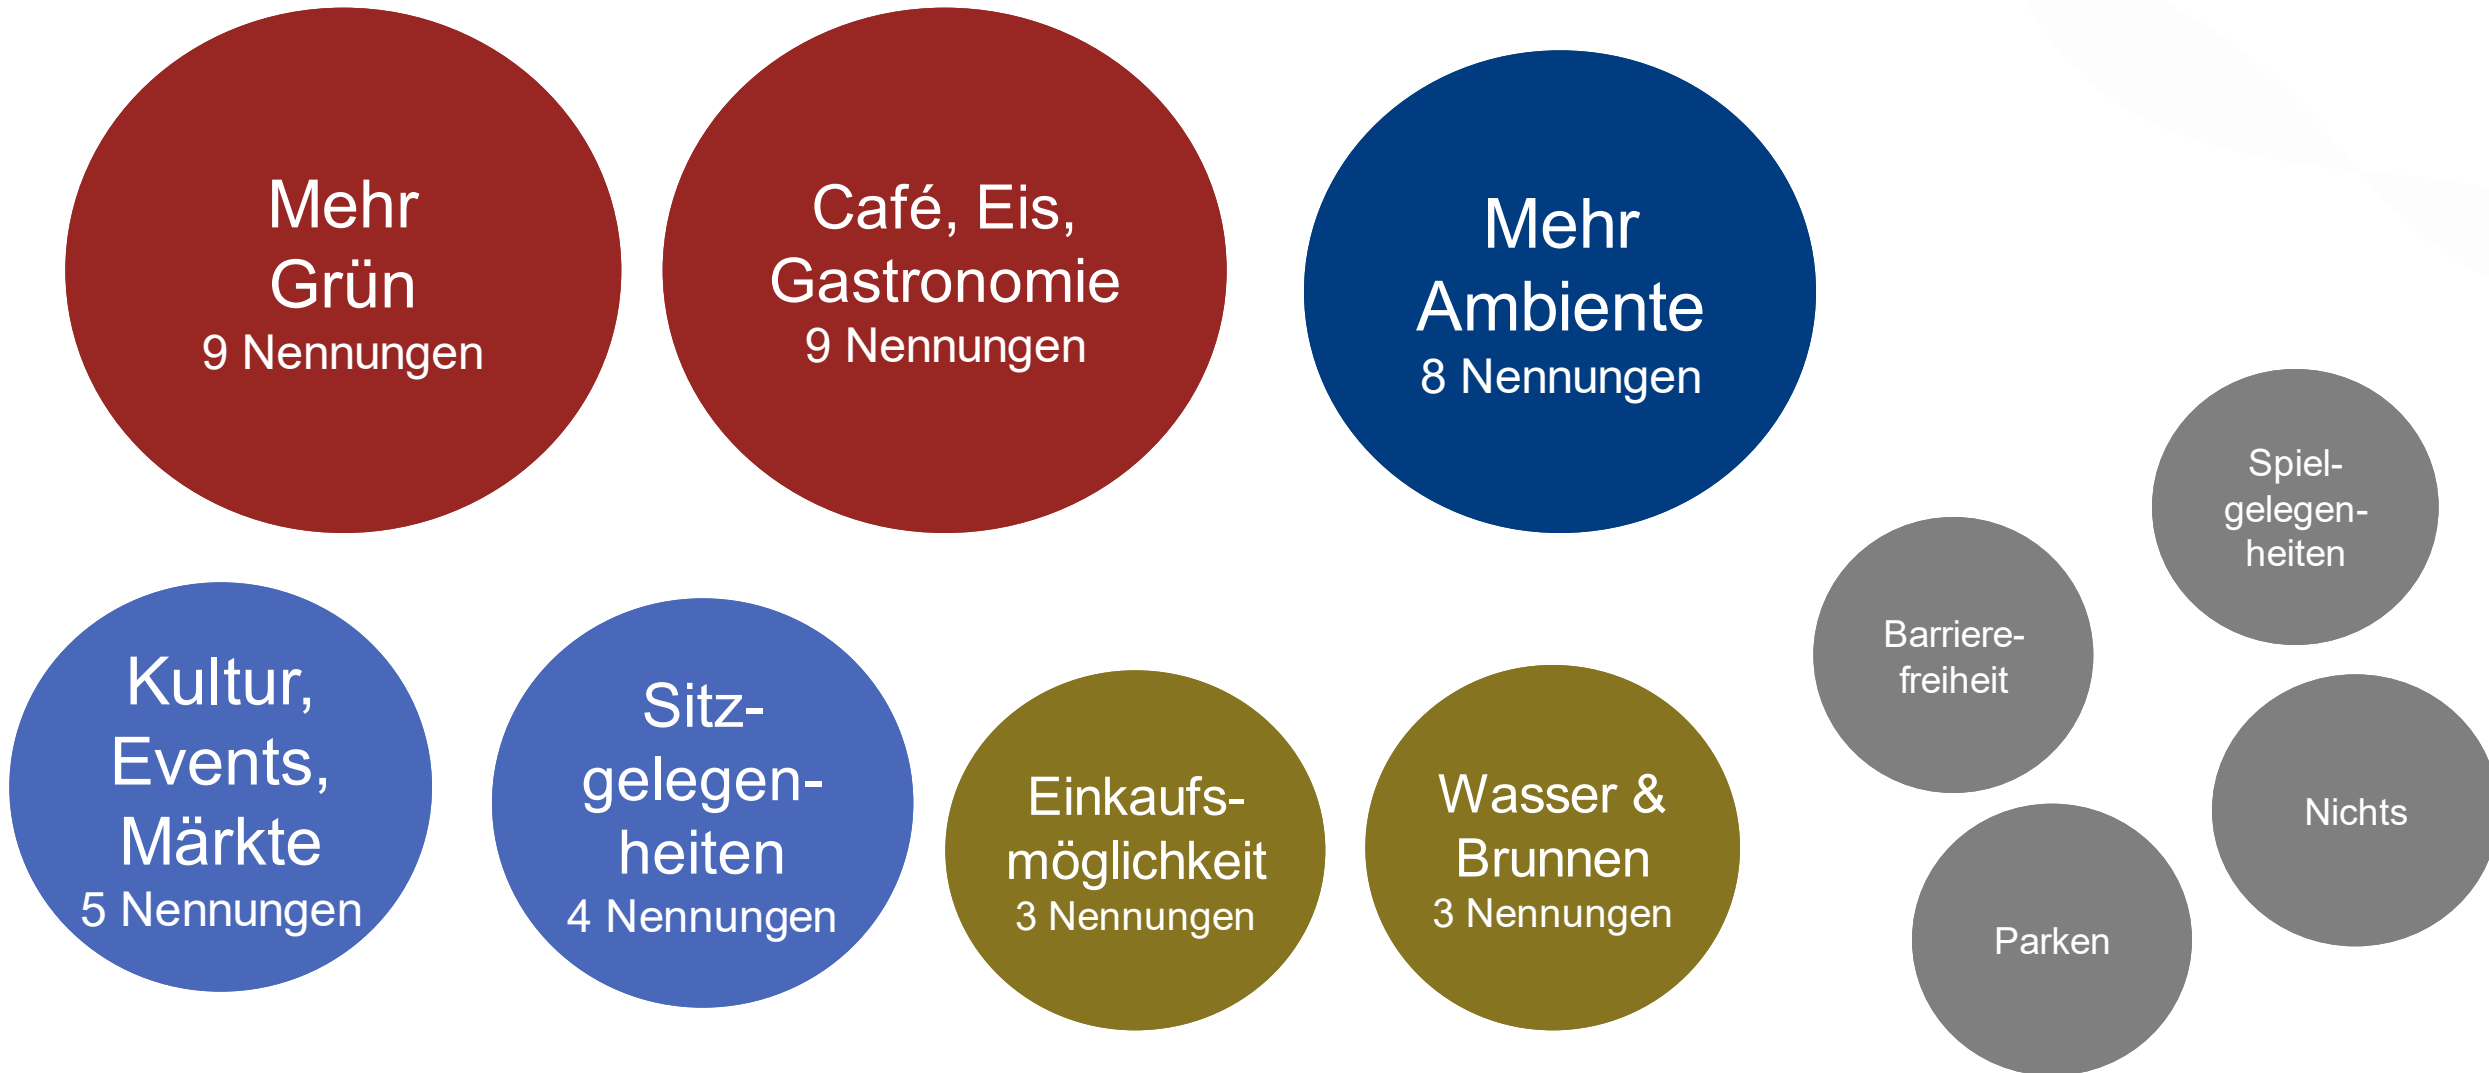 Mehr
Grün
9 Nennungen
Café, Eis,
Gastronomie
9 Nennungen
Mehr
Ambiente
8 Nennungen
Spiel-
gelegen-
heiten
Barriere-
freiheit
Kultur,
Events,
Märkte
5 Nennungen
Sitz-
gelegen-
heiten
4 Nennungen
Einkaufs-
möglichkeit
3 Nennungen
Wasser &
Brunnen
3 Nennungen
Nichts
Parken